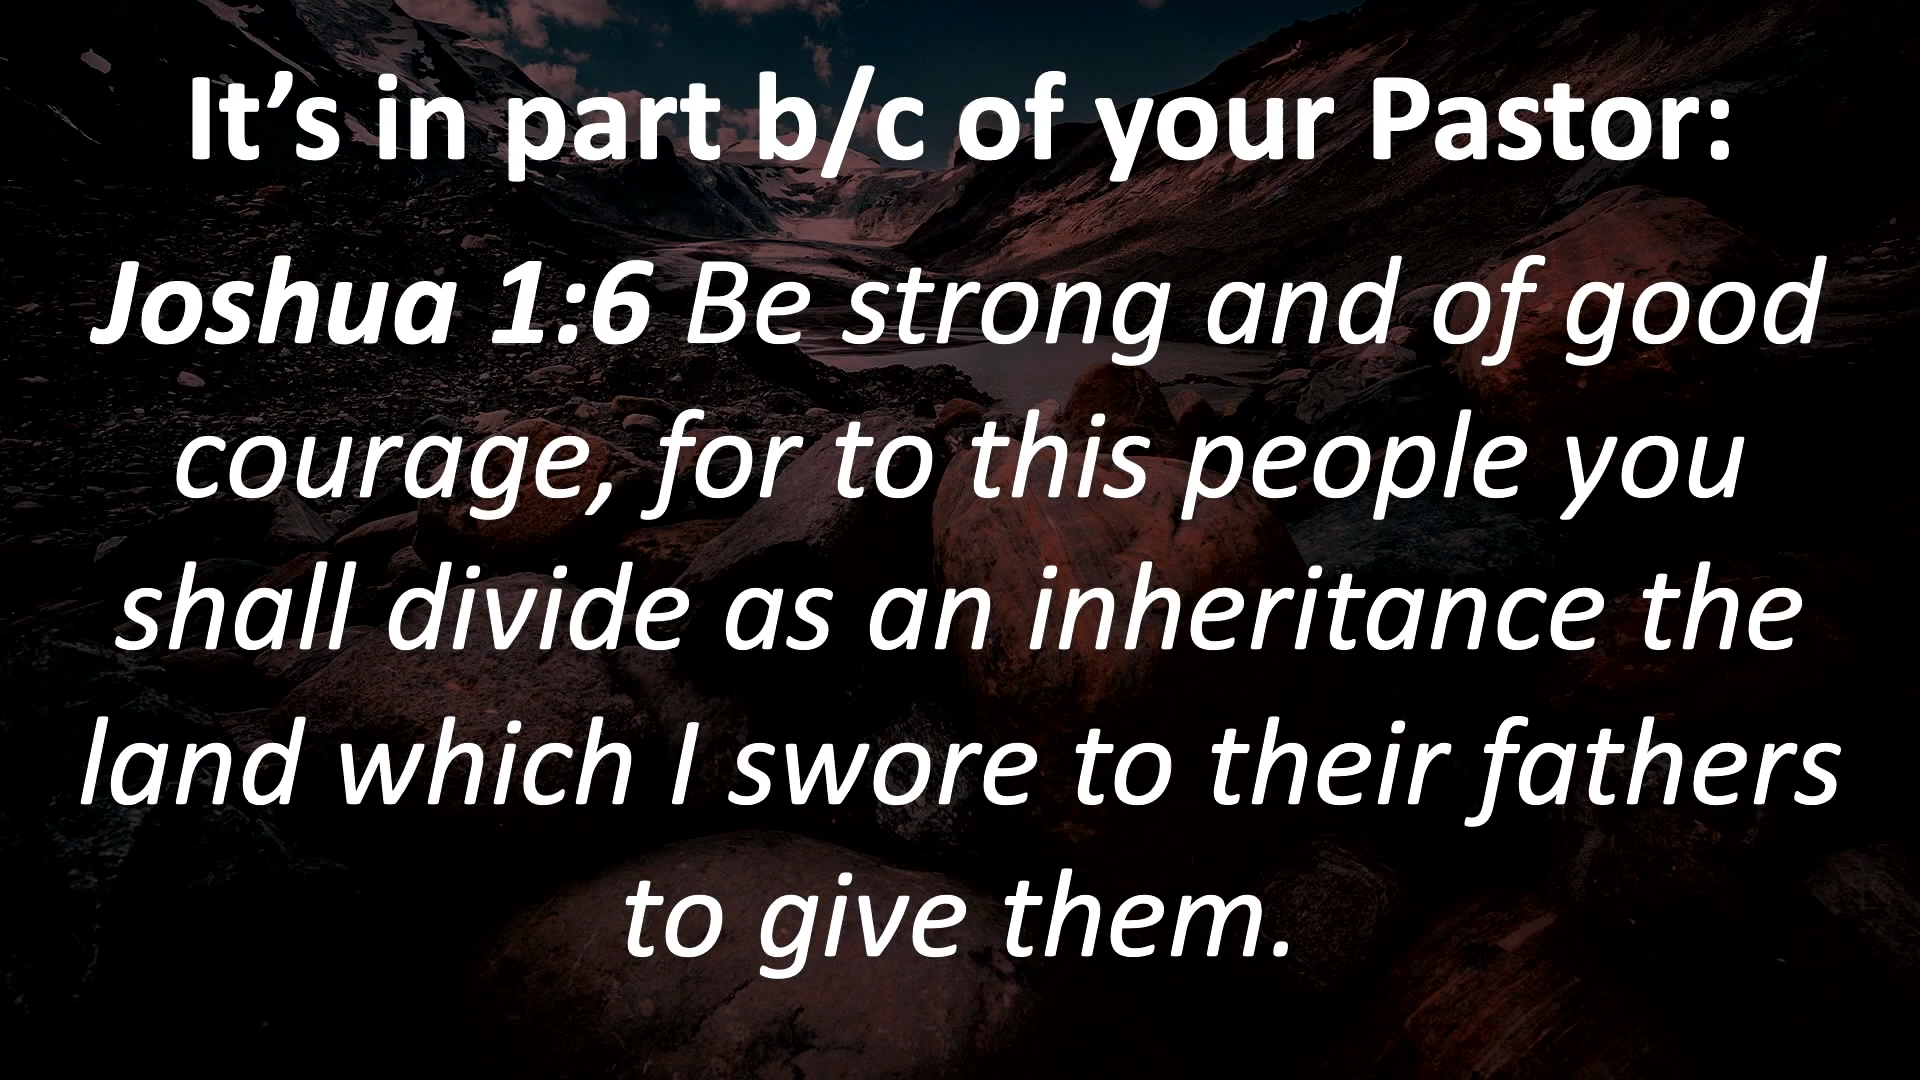 It’s in part b/c of your Pastor:
Joshua 1:6 Be strong and of good
courage, for to this people you
shall divide as an inheritance the
land which I swore to their fathers
to give them.